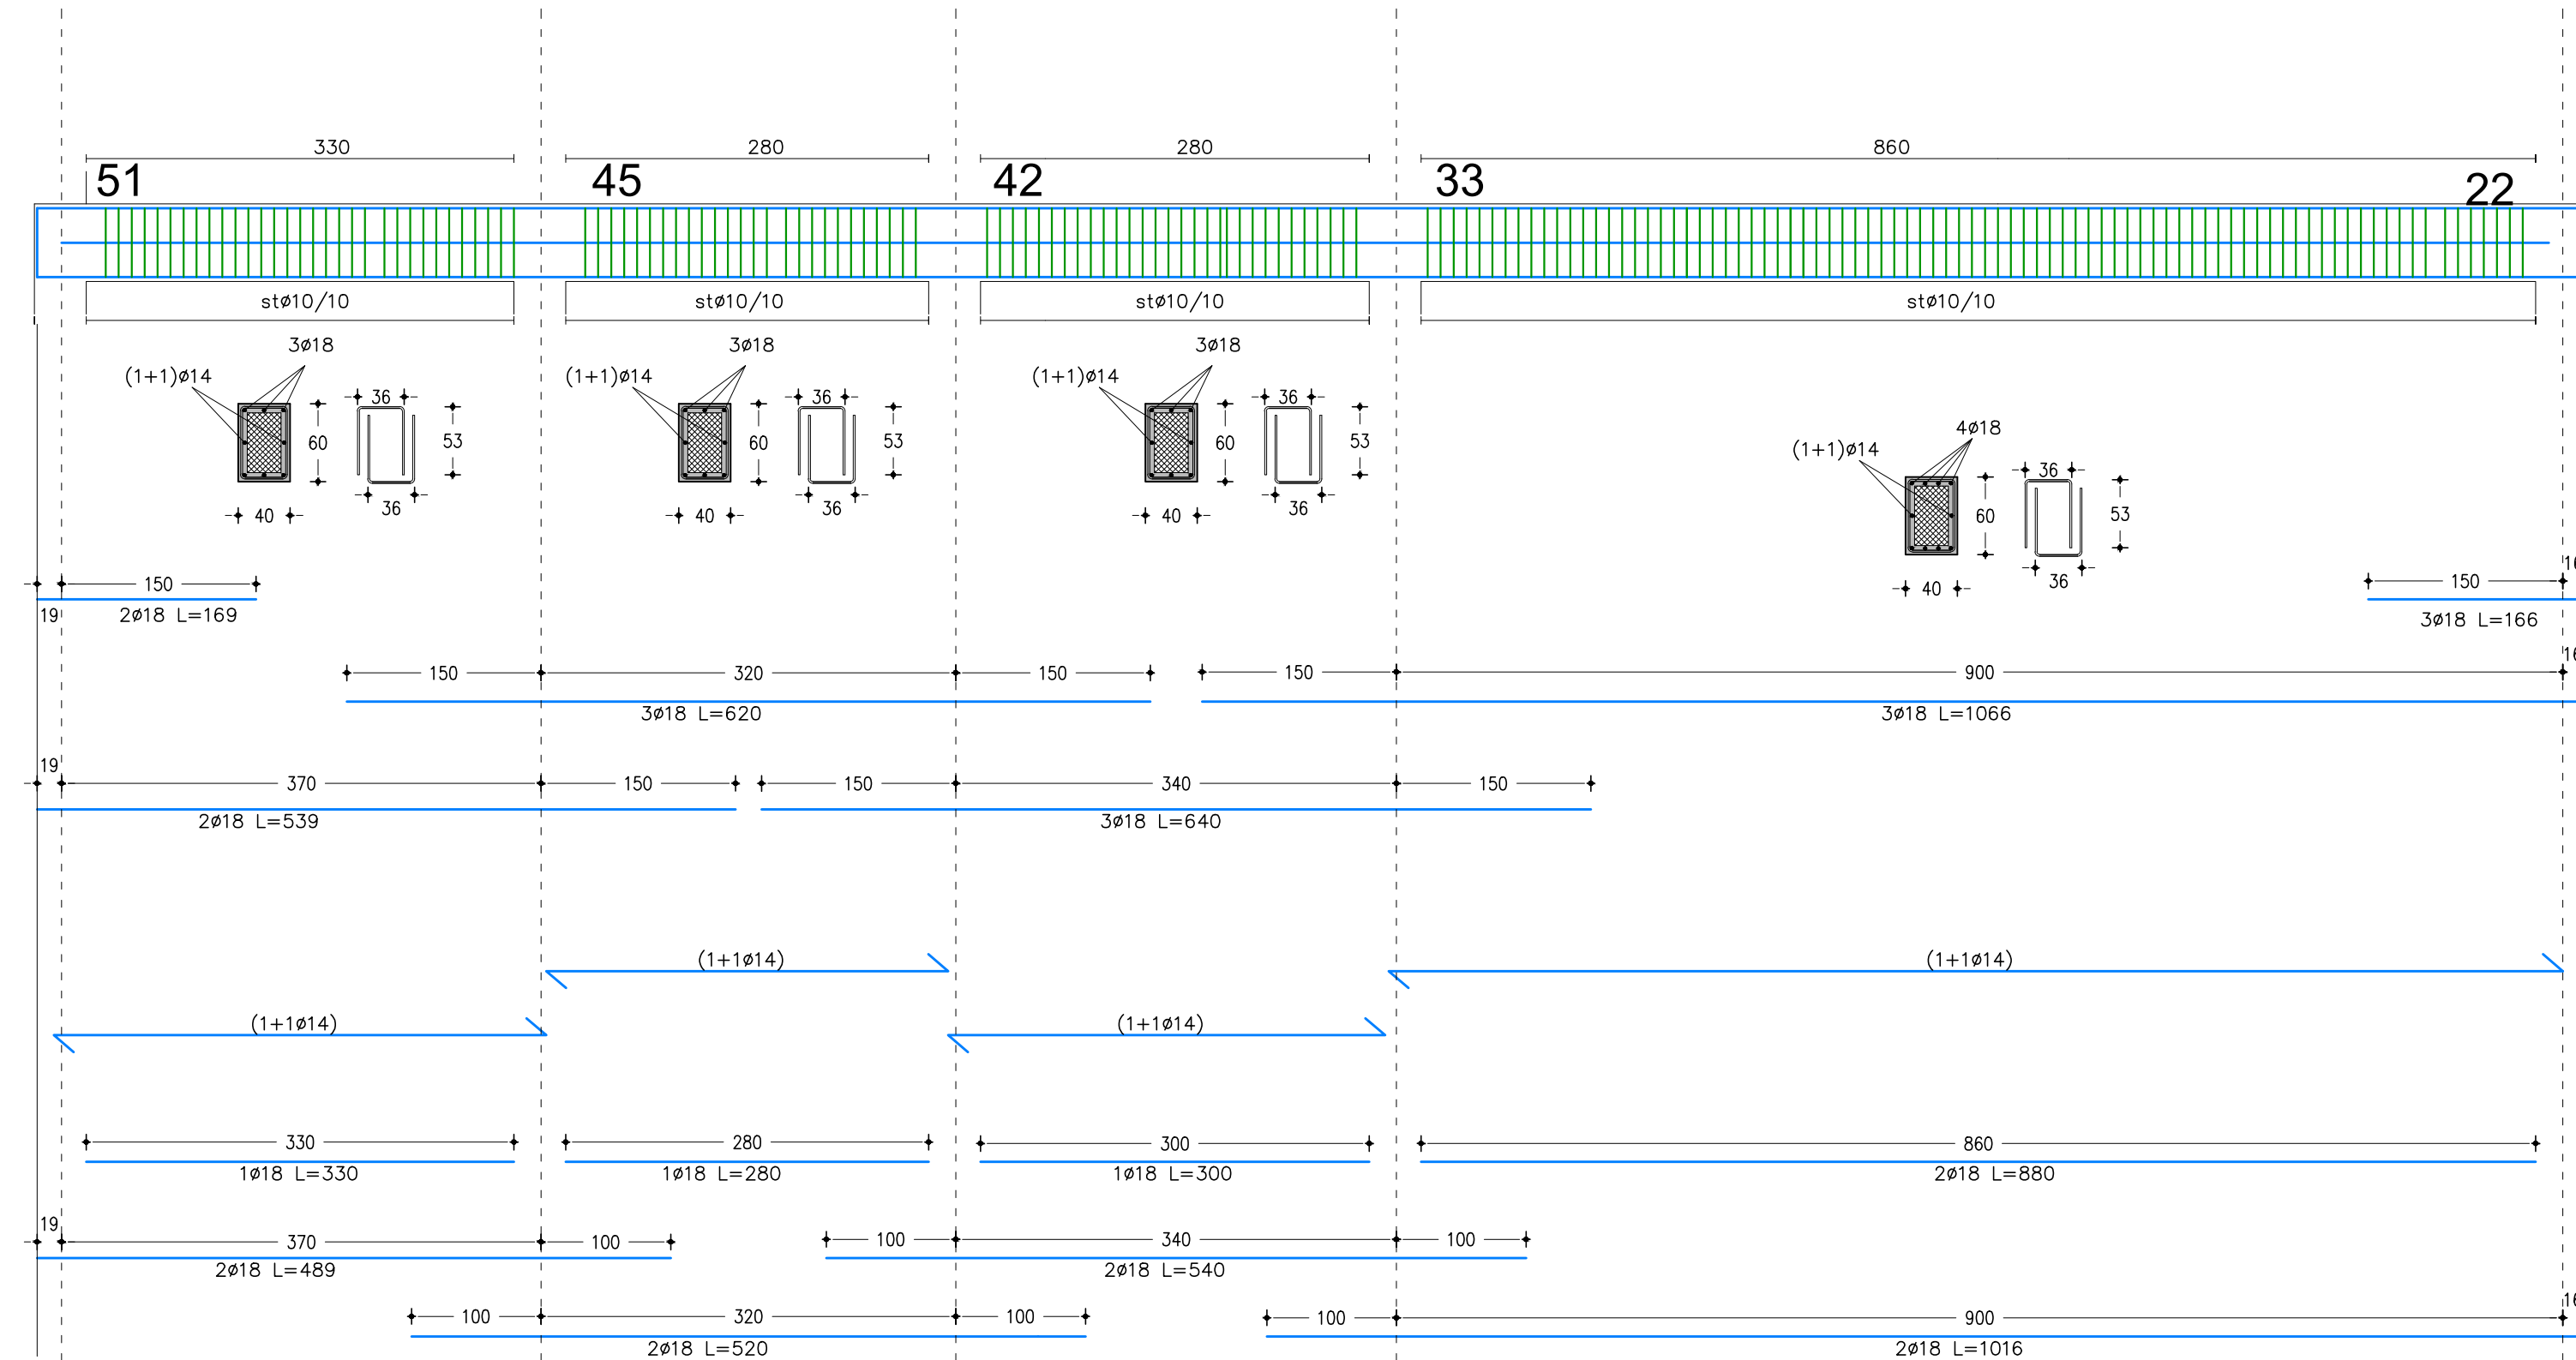 330
280
280
860
51
45
42
33
22
stø10/10
stø10/10
stø10/10
stø10/10
3ø18
3ø18
3ø18
(1+1)ø14
(1+1)ø14
(1+1)ø14
36
36
36
60
53
60
53
60
53
4ø18
(1+1)ø14
36
60
53
36
36
36
40
40
40
36
40
150
150
16
19
2ø18 L=169
3ø18 L=166
150
320
150
150
900
16
3ø18 L=620
3ø18 L=1066
19
370
150
150
340
150
2ø18 L=539
3ø18 L=640
(1+1ø14)
(1+1ø14)
(1+1ø14)
(1+1ø14)
330
280
300
860
1ø18 L=330
1ø18 L=280
1ø18 L=300
2ø18 L=880
19
370
100
100
340
100
2ø18 L=489
2ø18 L=540
100
320
100
100
900
16
2ø18 L=520
2ø18 L=1016